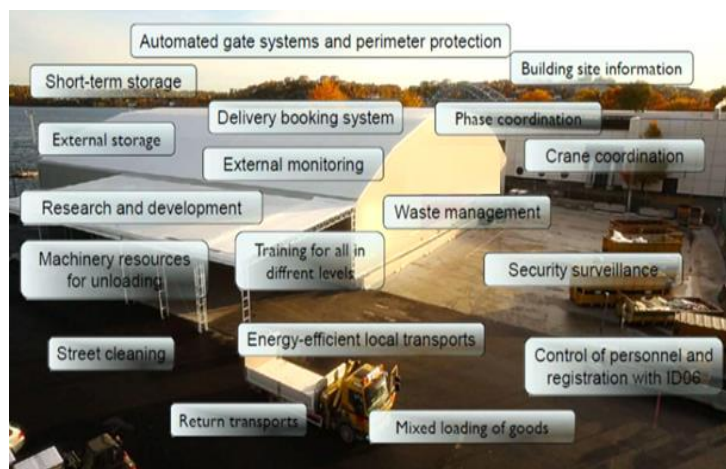 Automated gate systems and perimeter protection
Building site information
Short-term storage
Delivery booking system
Phase coordination
External storage
External monitoring
Crane coordination
Research and development
Waste management
Machinery resources
for unloading
Training for all in
diffrent levels
Security surveillance
Energy-efficient local transports
Street cleaning
Control of personnel and
registration with ID06
Return transports
Mixed loading of goods